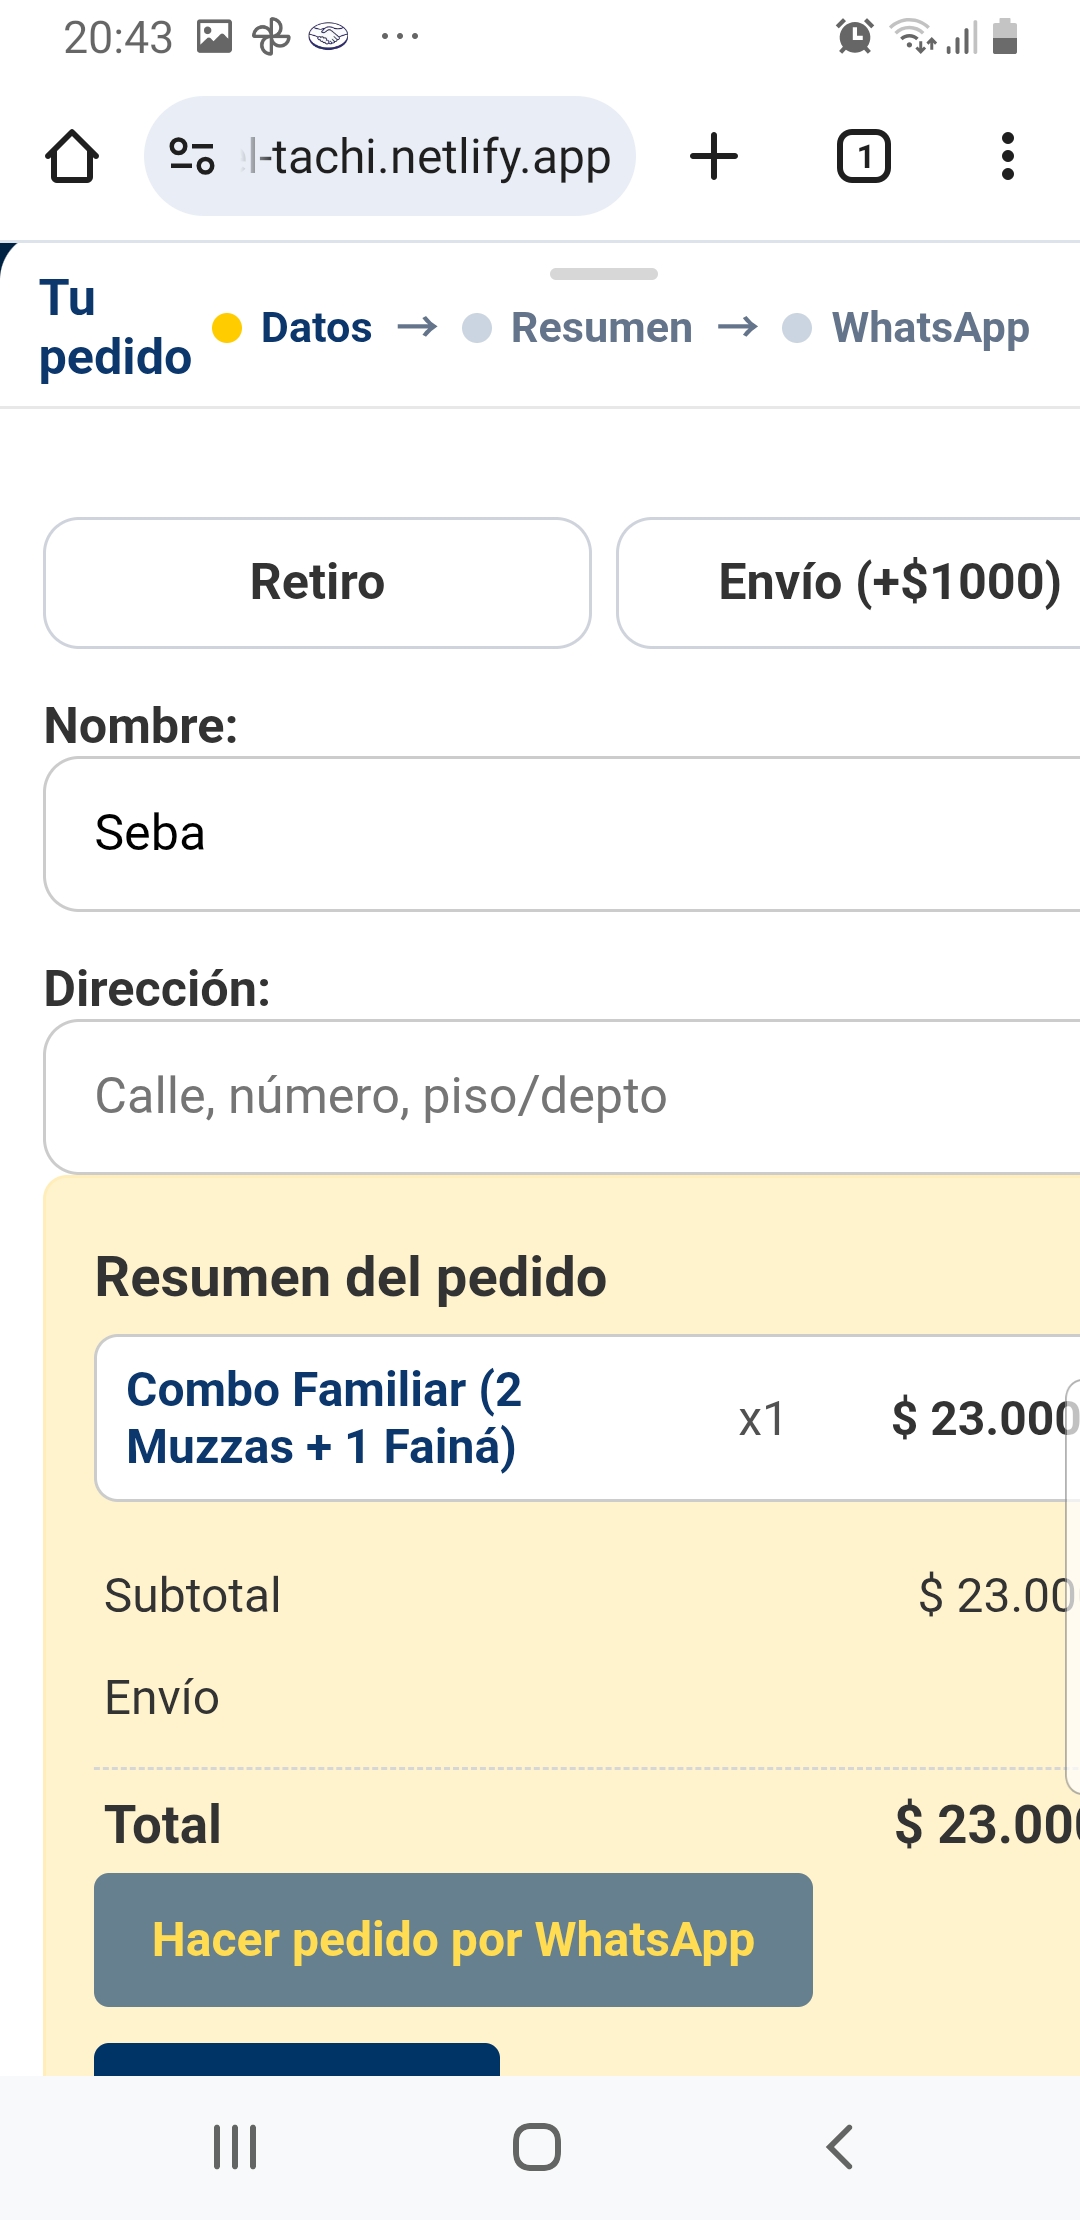 20:43
l-tachi.netlify.app
1
Tu
pedido
Datos → Resumen → WhatsApp
Retiro
Envío (+$1000)
Nombre:
Seba
Dirección:
Calle, número, piso/depto
Resumen del pedido
Combo Familiar (2
Muzzas + 1 Fainá)
x1
$ 23.000
Subtotal
$ 23.00
Envío
Total
$ 23.00
Hacer pedido por WhatsApp